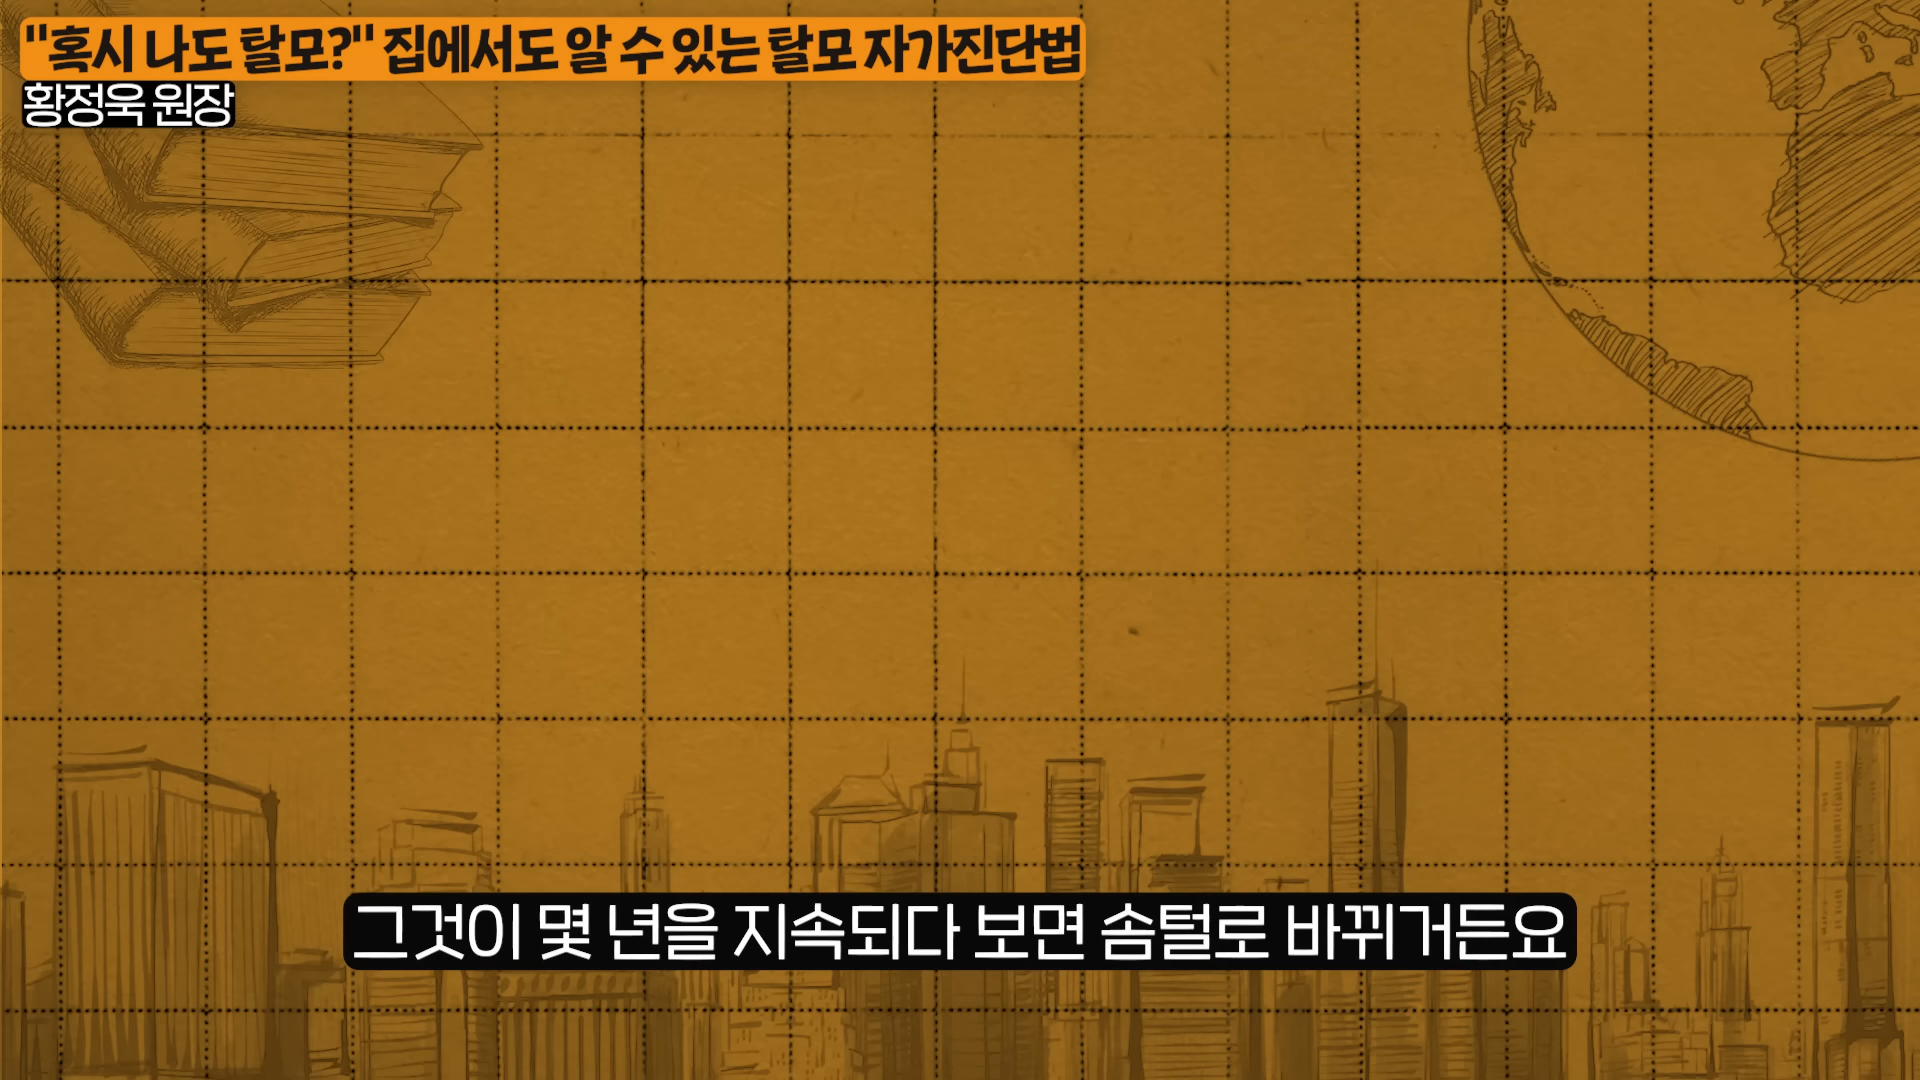 "혹시 나도 탈모?" 집에서도 알 수 있는 탈모 자가진단법
황정욱 원장
그것이 몇 년을 지속되다 보면 솜털로 바뀌거든요